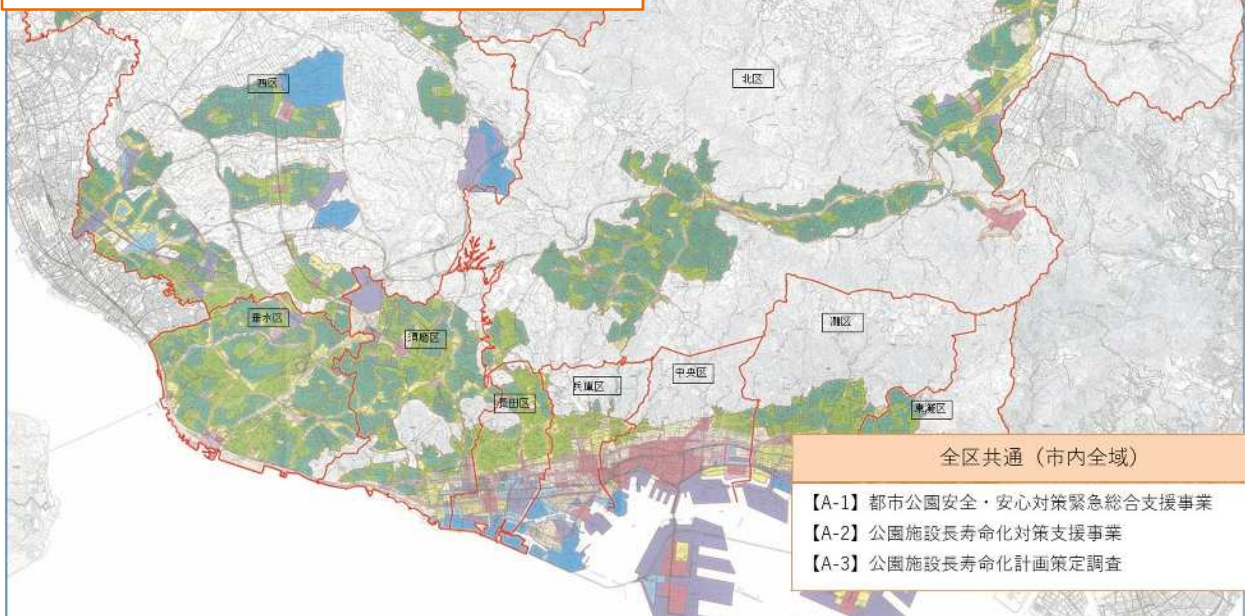 西区
北区
垂水区
須磨区
灘区
中央区
兵庫区
長田区
東灘区
全区共通（市内全域）
【A-1】都市公園安全・安心対策緊急総合支援事業
【A-2】公園施設長寿命化対策支援事業
【A-3】公園施設長寿命化計画策定調査